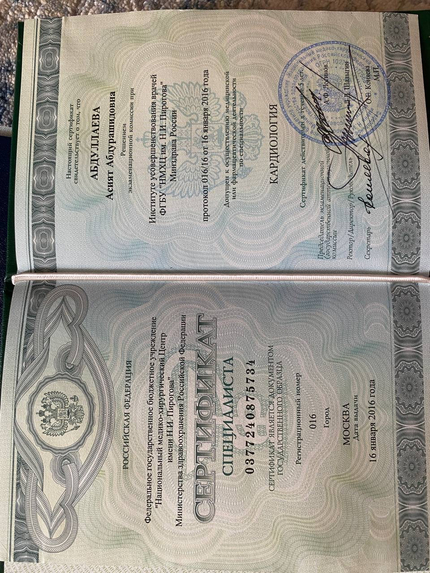 РОССИЙСКАЯ ФЕДЕРАЦИЯ
Федеральное государственное бюджетное учреждение
"Национальный медико-хирургический Центр
имени Н.И. Пирогова"
Министерства здравоохранения Российской Федерации
СЕРТИФИКАТ
СПЕЦИАЛИСТА
0377240875734
СЕРТИФИКАТ ЯВЛЯЕТСЯ ДОКУМЕНТОМ
ГОСУДАРСТВЕННОГО ОБРАЗЦА
Регистрационный номер
016
Город
МОСКВА
Дата выдачи
16 января 2016 года
Настоящий сертификат
свидетельствует о том, что
АБДУЛЛАЕВА
Асият Абдурашидовна
Решением
экзаменационной комиссии при
Институте усовершенствования врачей
ФГБУ "НМХЦ им. Н.И. Пирогова"
Минздрава России
протокол 016/16 от 16 января 2016 года
Допущен к осуществлению медицинской
или фармацевтической деятельности
по специальности
КАРДИОЛОГИЯ
Сертификат действителен в течение 5 лет
Председатель экзаменационной
комиссии
Ректор/Директор/Руководитель
Секретарь
М.П.